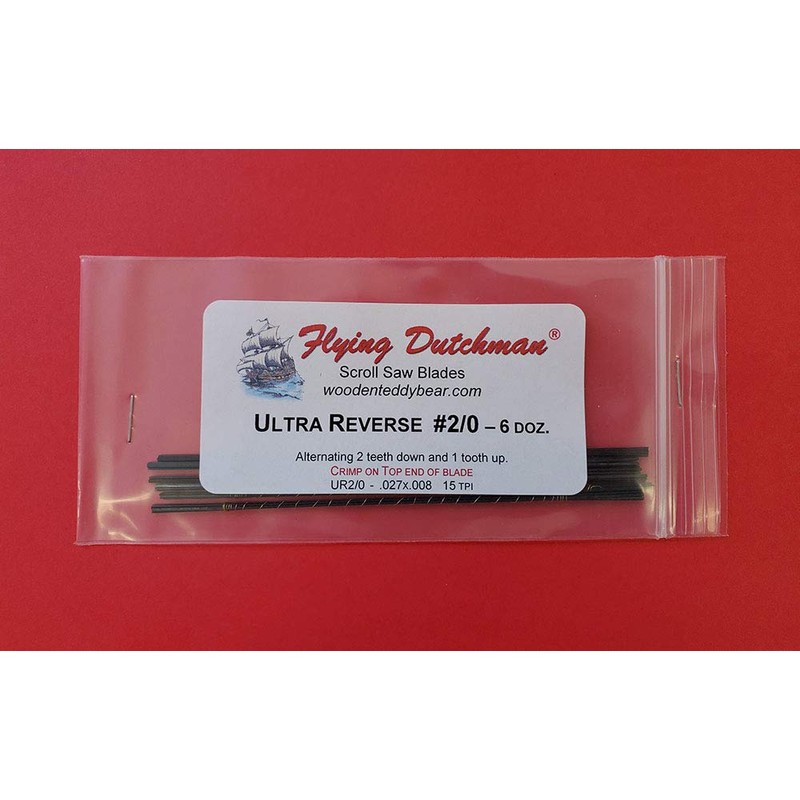 Flying Dutchman®
Scroll Saw Blades
woodenteddybear.com
ULTRA REVERSE #2/0 – 6 DOZ.
Alternating 2 teeth down and 1 tooth up.
CRIMP ON TOP END OF BLADE
UR2/0 - .027X.008 15 TPI